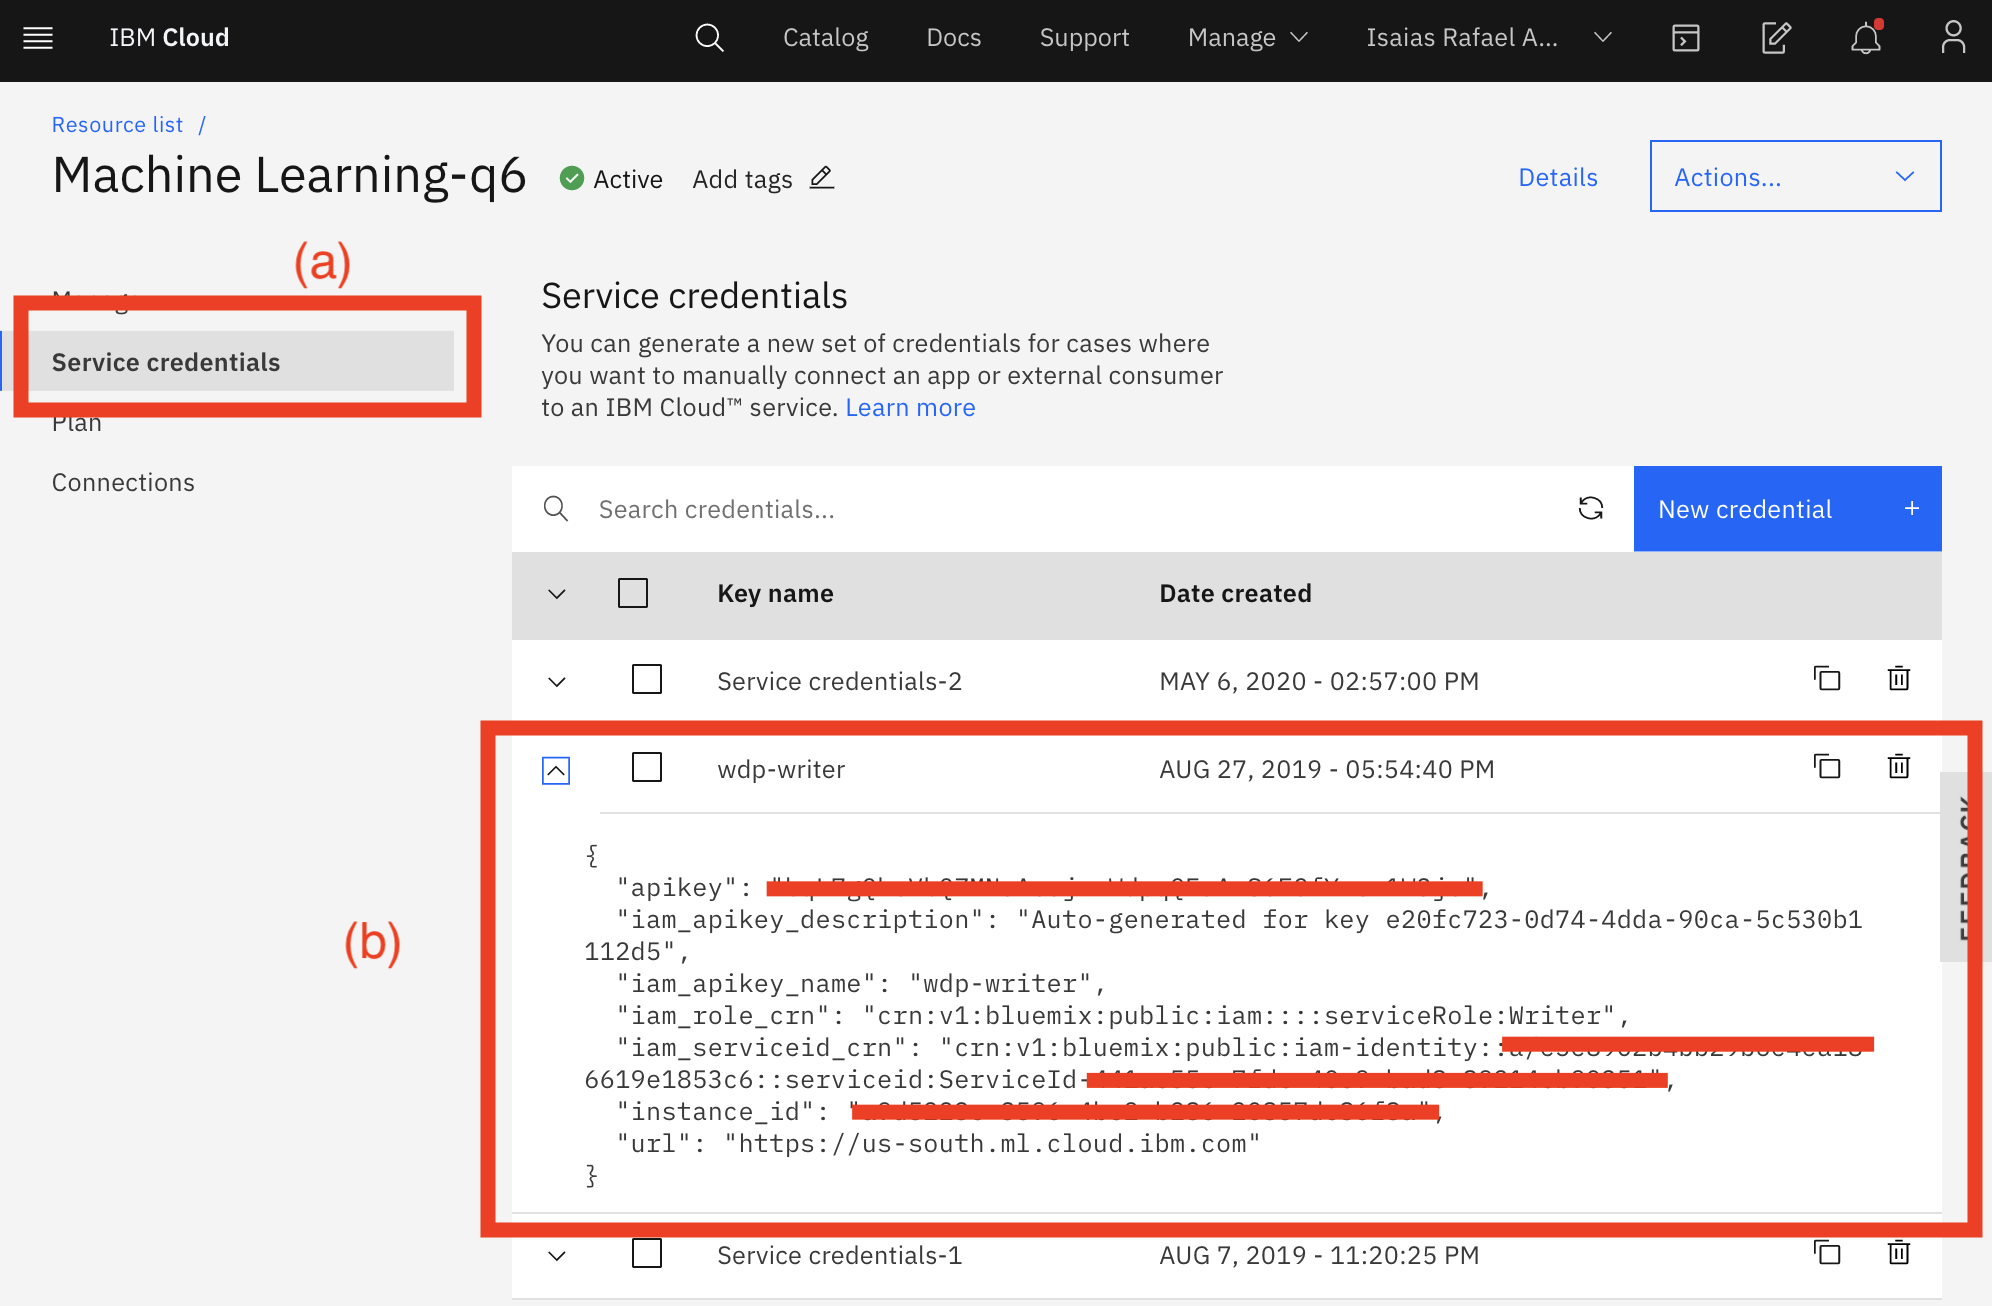 IBM Cloud
Catalog
Docs
Support
Manage
Isaias Rafael A...
Resource list /
Machine Learning-q6
Active
Add tags
Details
Actions...
(a)
Manage
Service credentials
Plan
Connections
Service credentials
You can generate a new set of credentials for cases where
you want to manually connect an app or external consumer
to an IBM Cloud™ service. Learn more
Search credentials...
New credential +
Key name
Date created
Service credentials-2
MAY 6, 2020 - 02:57:00 PM
wdp-writer
AUG 27, 2019 - 05:54:40 PM
FEEDBACK
(b)
{
"apikey": ,
"iam_apikey_description": "Auto-generated for key e20fc723-0d74-4dda-90ca-5c530b1
112d5",
"iam_apikey_name": "wdp-writer",
"iam_role_crn": "crn:v1:bluemix:public:iam::::serviceRole:Writer",
"iam_serviceid_crn": "crn:v1:bluemix:public:iam-identity::
6619e1853c6::serviceid:ServiceId-,
"instance_id": ,
"url": "https://us-south.ml.cloud.ibm.com"
}
Service credentials-1
AUG 7, 2019 - 11:20:25 PM